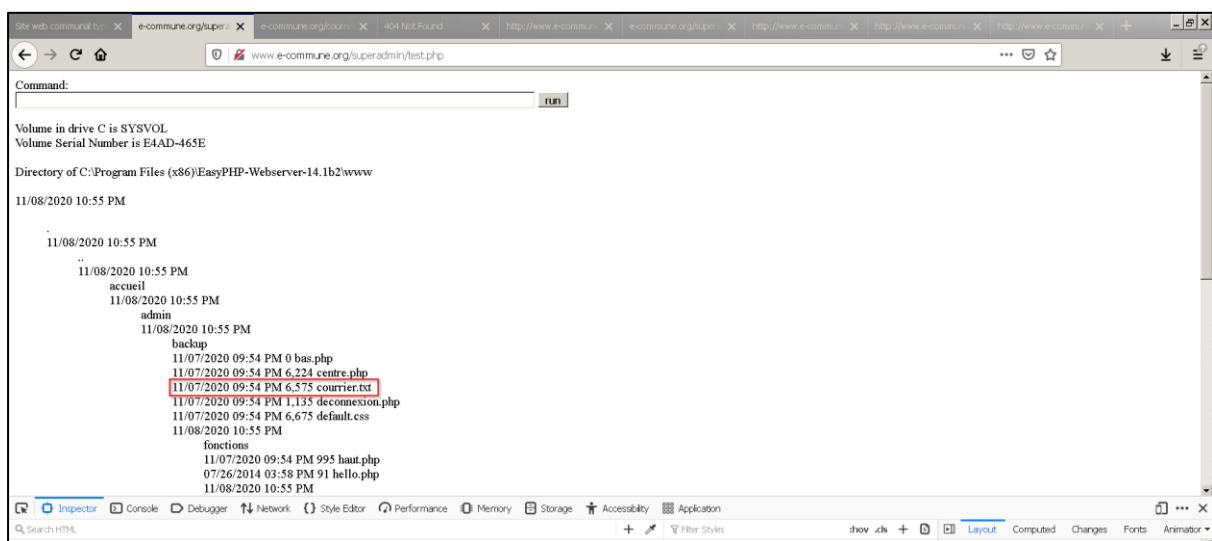 Site web communal typ
e-commune.org/supera
e-commune.org/courri
404 Not Found
http://www.e-commun
e-commune.org/super
http://www.e-commun
http://www.e-commun
http://www.e-commun
www.e-commune.org/superadmin/test.php
Command:
run
Volume in drive C is SYSVOL
Volume Serial Number is E4AD-465E
Directory of C:\Program Files (x86)\EasyPHP-Webserver-14.1b2\www
11/08/2020 10:55 PM
.
11/08/2020 10:55 PM
..
11/08/2020 10:55 PM
accueil
11/08/2020 10:55 PM
admin
11/08/2020 10:55 PM
backup
11/07/2020 09:54 PM 0 bas.php
11/07/2020 09:54 PM 6,224 centre.php
11/07/2020 09:54 PM 6,575 courrier.txt
11/07/2020 09:54 PM 1,135 deconnexion.php
11/07/2020 09:54 PM 6,675 default.css
11/08/2020 10:55 PM
fonctions
11/07/2020 09:54 PM 995 haut.php
07/26/2014 03:58 PM 91 hello.php
11/08/2020 10:55 PM
Inspector Console Debugger Network {} Style Editor Performance Memory Storage Accessibility Application
Search HTML + Filter Styles :hov .cls + Layout Computed Changes Fonts Animation